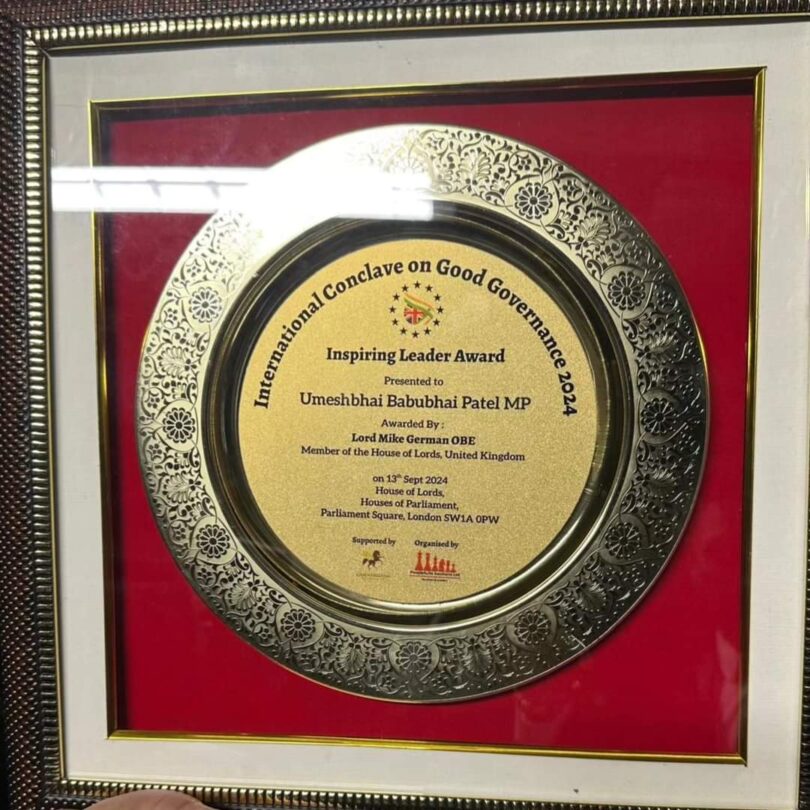 International Conclave on Good Governance 2024
Inspiring Leader Award
Presented to
Umeshbhai Babubhai Patel MP
Awarded By :
Lord Mike German OBE
Member of the House of Lords, United Kingdom
on 13th Sept 2024
House of Lords,
Houses of Parliament,
Parliament Square, London SW1A 0PW
Supported by
Organised by